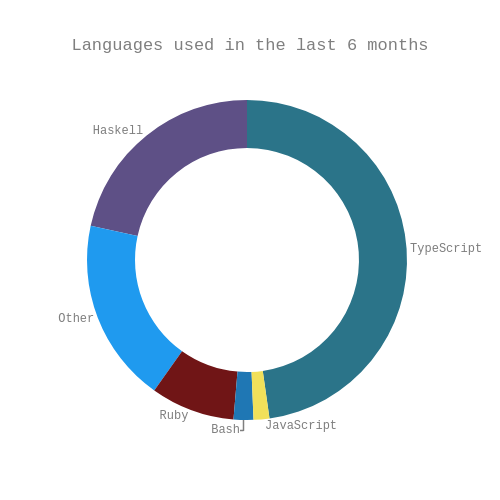 Languages used in the last 6 months
Haskell
TypeScript
Other
Ruby
Bash
JavaScript